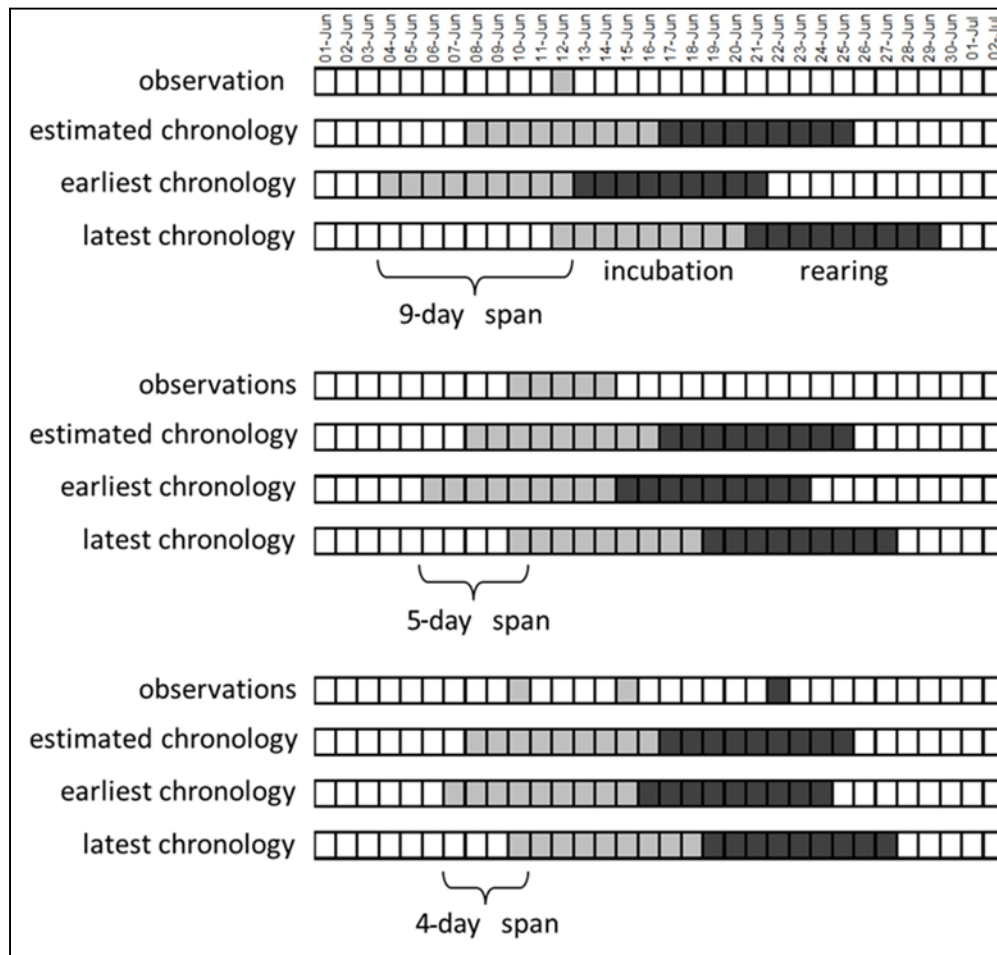 01-Jun
02-Jun
03-Jun
04-Jun
05-Jun
06-Jun
07-Jun
08-Jun
09-Jun
10-Jun
11-Jun
12-Jun
13-Jun
14-Jun
15-Jun
16-Jun
17-Jun
18-Jun
19-Jun
20-Jun
21-Jun
22-Jun
23-Jun
24-Jun
25-Jun
26-Jun
27-Jun
28-Jun
29-Jun
30-Jun
01-Jul
02-Jul
observation
estimated chronology
earliest chronology
latest chronology
incubation rearing
9-day span
observations
estimated chronology
earliest chronology
latest chronology
5-day span
observations
estimated chronology
earliest chronology
latest chronology
4-day span